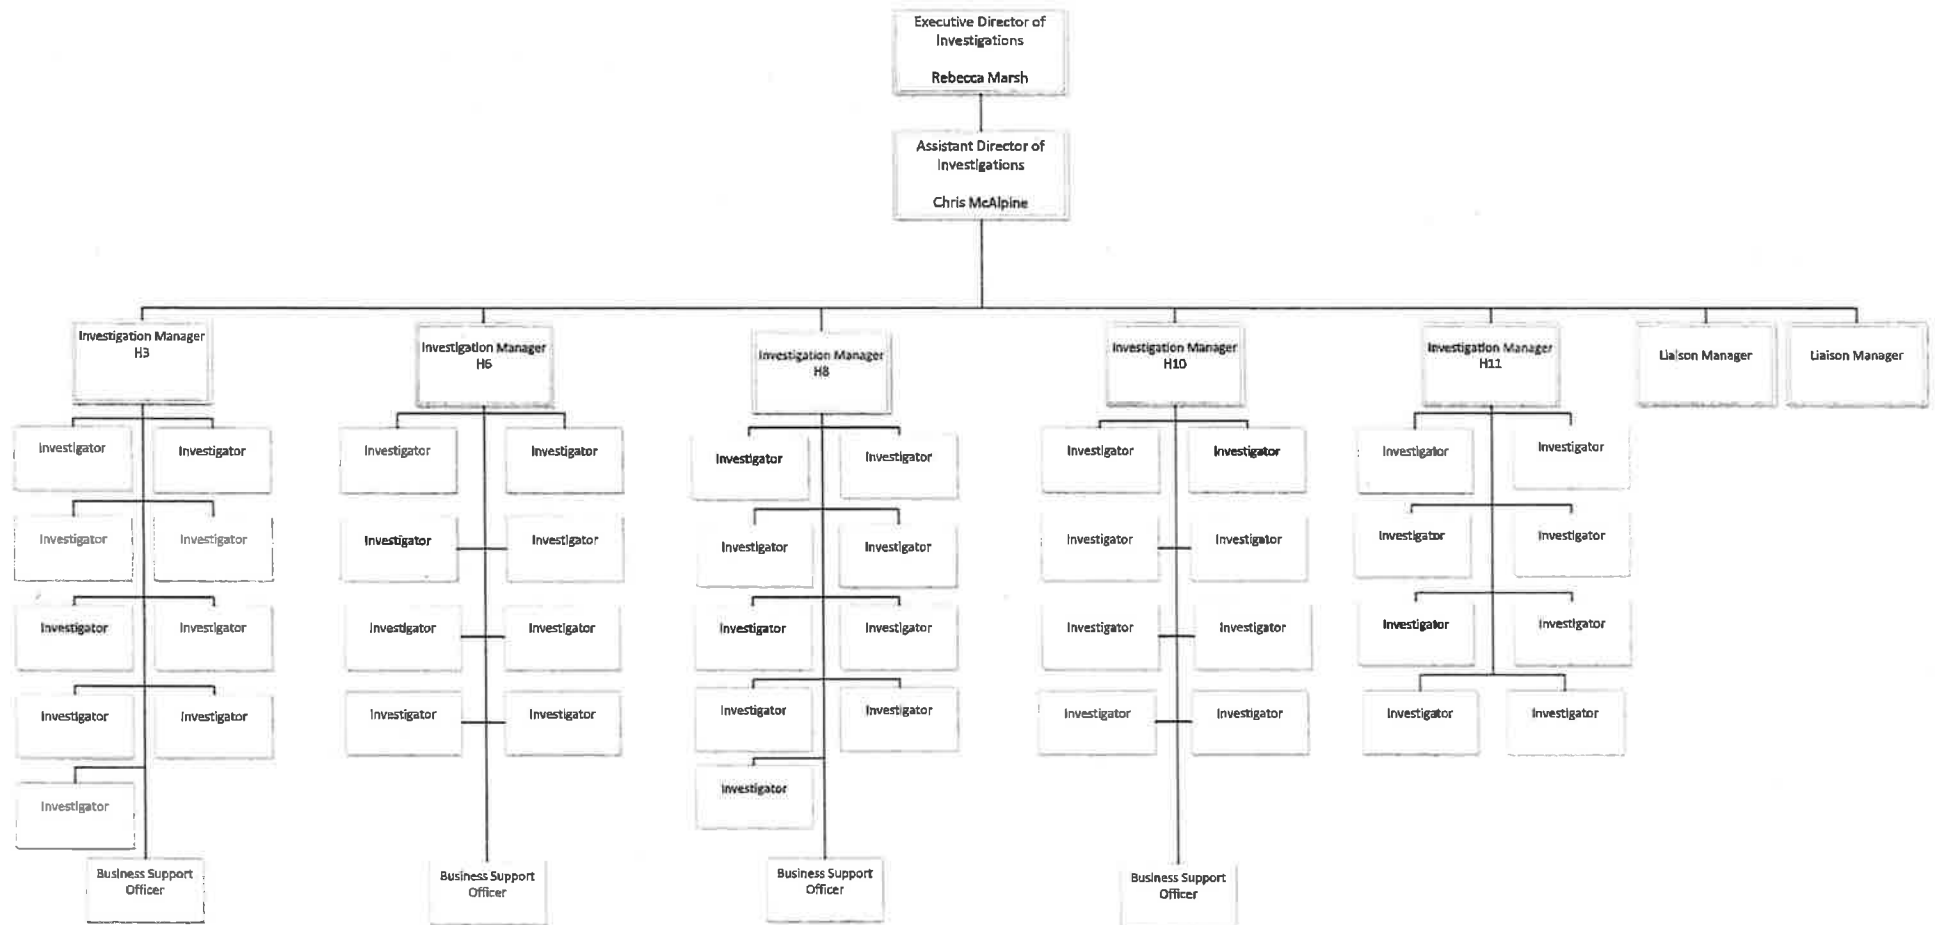 Executive Director of
Investigations
Rebecca Marsh
Assistant Director of
Investigations
Chris McAlpine
Investigation Manager
H3
Investigation Manager
H6
Investigation Manager
H8
Investigation Manager
H10
Investigation Manager
H11
Liaison Manager
Liaison Manager
Investigator
Investigator
Investigator
Investigator
Investigator
Investigator
Investigator
Investigator
Investigator
Business Support
Officer
Investigator
Investigator
Investigator
Investigator
Investigator
Investigator
Investigator
Investigator
Business Support
Officer
Investigator
Investigator
Investigator
Investigator
Investigator
Investigator
Investigator
Investigator
Investigator
Business Support
Officer
Investigator
Investigator
Investigator
Investigator
Investigator
Investigator
Investigator
Investigator
Business Support
Officer
Investigator
Investigator
Investigator
Investigator
Investigator
Investigator
Investigator
Investigator